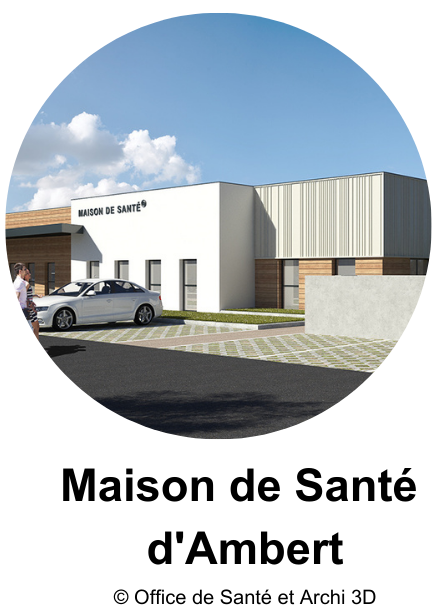 MAISON DE SANTÉ
Maison de Santé
d'Ambert
© Office de Santé et Archi 3D